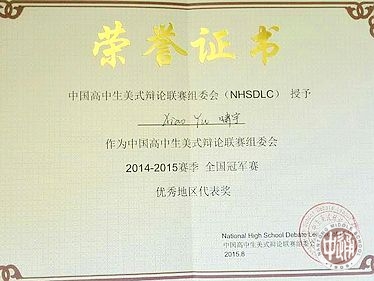 荣誉证书
中国高中生美式辩论联赛组委会（NHSDLC） 授予
Xiao Yu 啸宇
作为中国高中生美式辩论联赛组委会
2014-2015赛季 全国冠军赛
优秀地区代表奖
National High School Debate Le
中国高中生美式辩论联赛组委会
2015.8